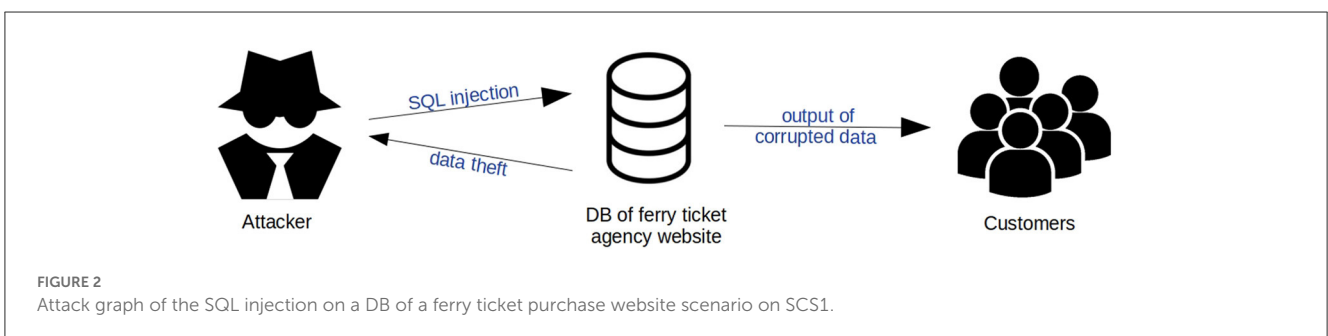 SQL injection
data theft
output of
corrupted data
Attacker
DB of ferry ticket
agency website
Customers
FIGURE 2
Attack graph of the SQL injection on a DB of a ferry ticket purchase website scenario on SCS1.